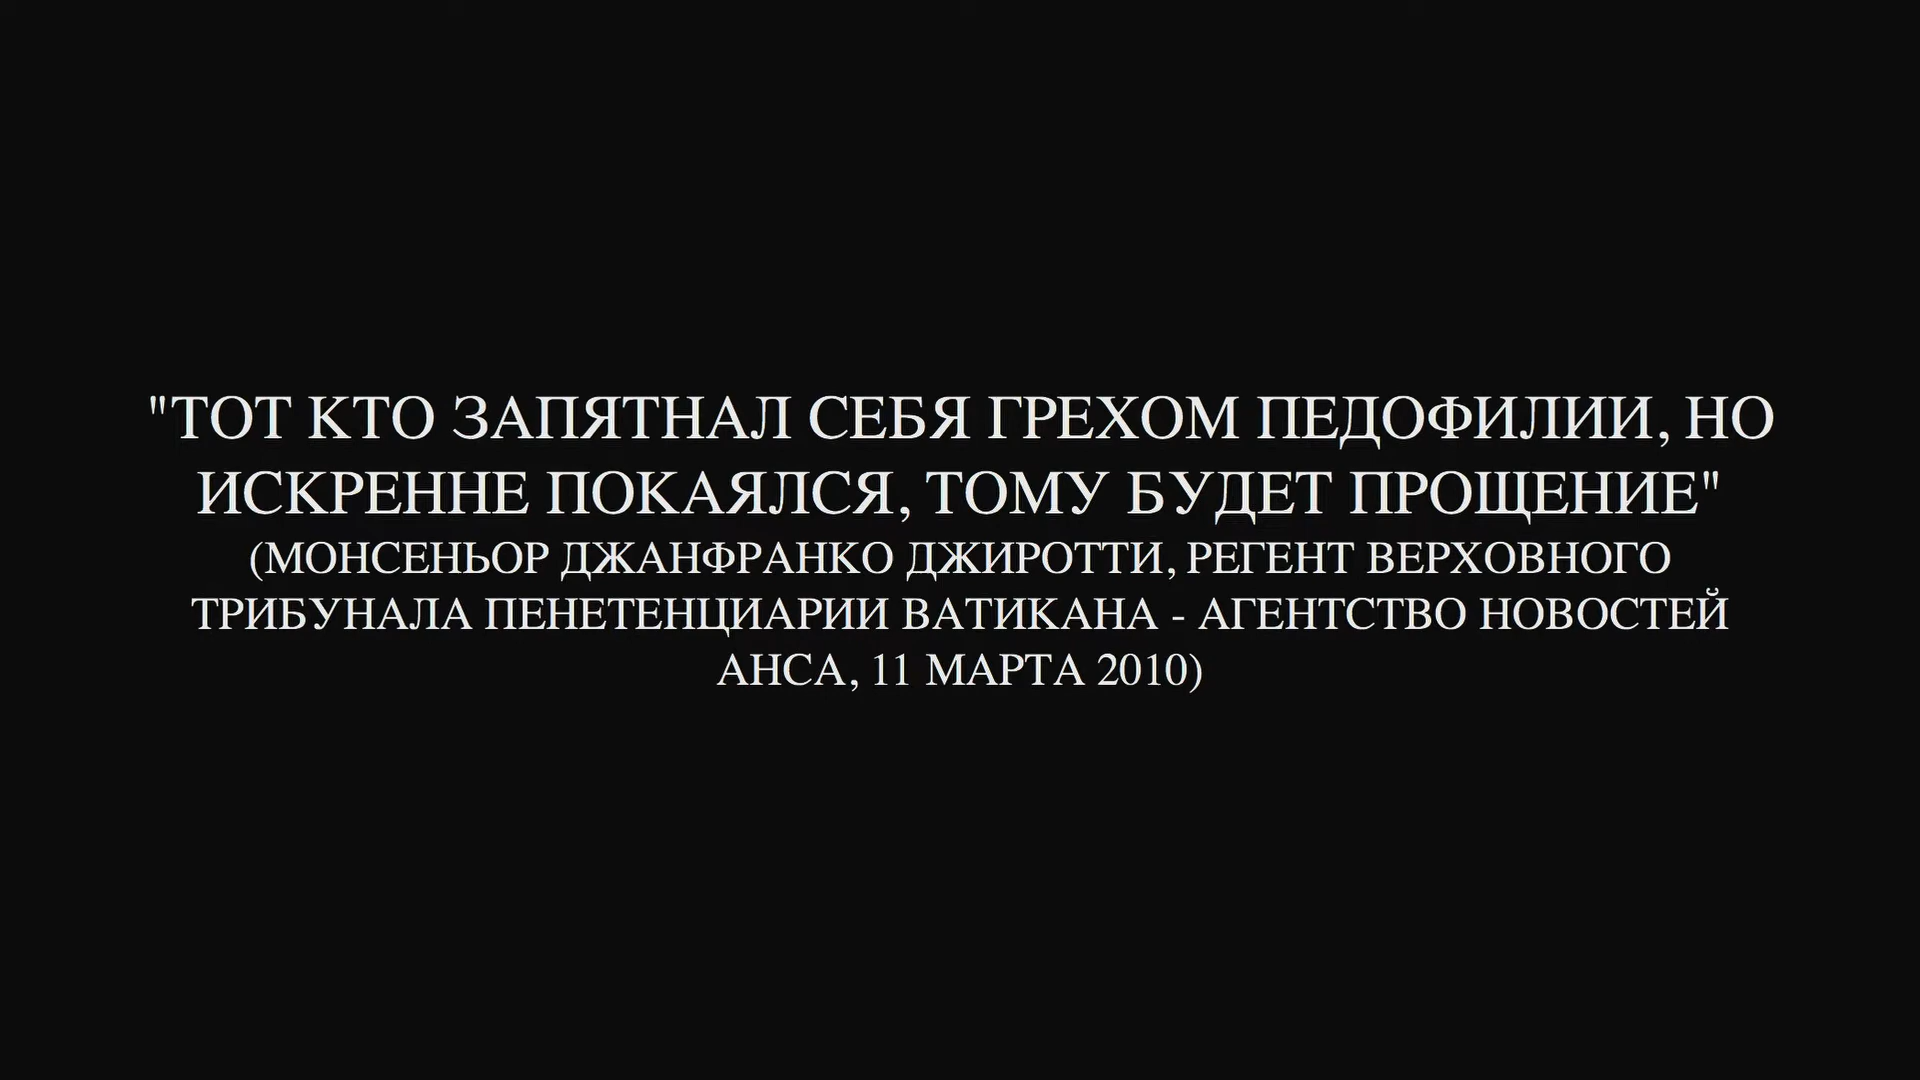 "ТОТ КТО ЗАПЯТНАЛ СЕБЯ ГРЕХОМ ПЕДОФИЛИИ, НО
ИСКРЕННЕ ПОКАЯЛСЯ, ТОМУ БУДЕТ ПРОЩЕНИЕ"
(МОНСЕНЬОР ДЖАНФРАНКО ДЖИРОТТИ, РЕГЕНТ ВЕРХОВНОГО
ТРИБУНАЛА ПЕНЕТЕНЦИАРИИ ВАТИКАНА - АГЕНТСТВО НОВОСТЕЙ
АНСА, 11 МАРТА 2010)